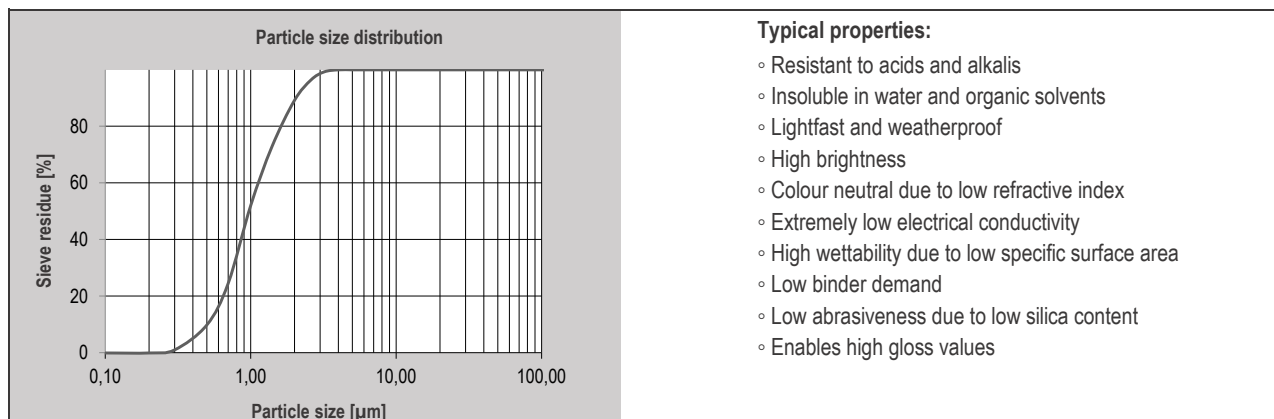 Particle size distribution
Sieve residue [%]
80
60
40
20
0
0,10
1,00
10,00
100,00
Particle size [µm]
Typical properties:
◦ Resistant to acids and alkalis
◦ Insoluble in water and organic solvents
◦ Lightfast and weatherproof
◦ High brightness
◦ Colour neutral due to low refractive index
◦ Extremely low electrical conductivity
◦ High wettability due to low specific surface area
◦ Low binder demand
◦ Low abrasiveness due to low silica content
◦ Enables high gloss values